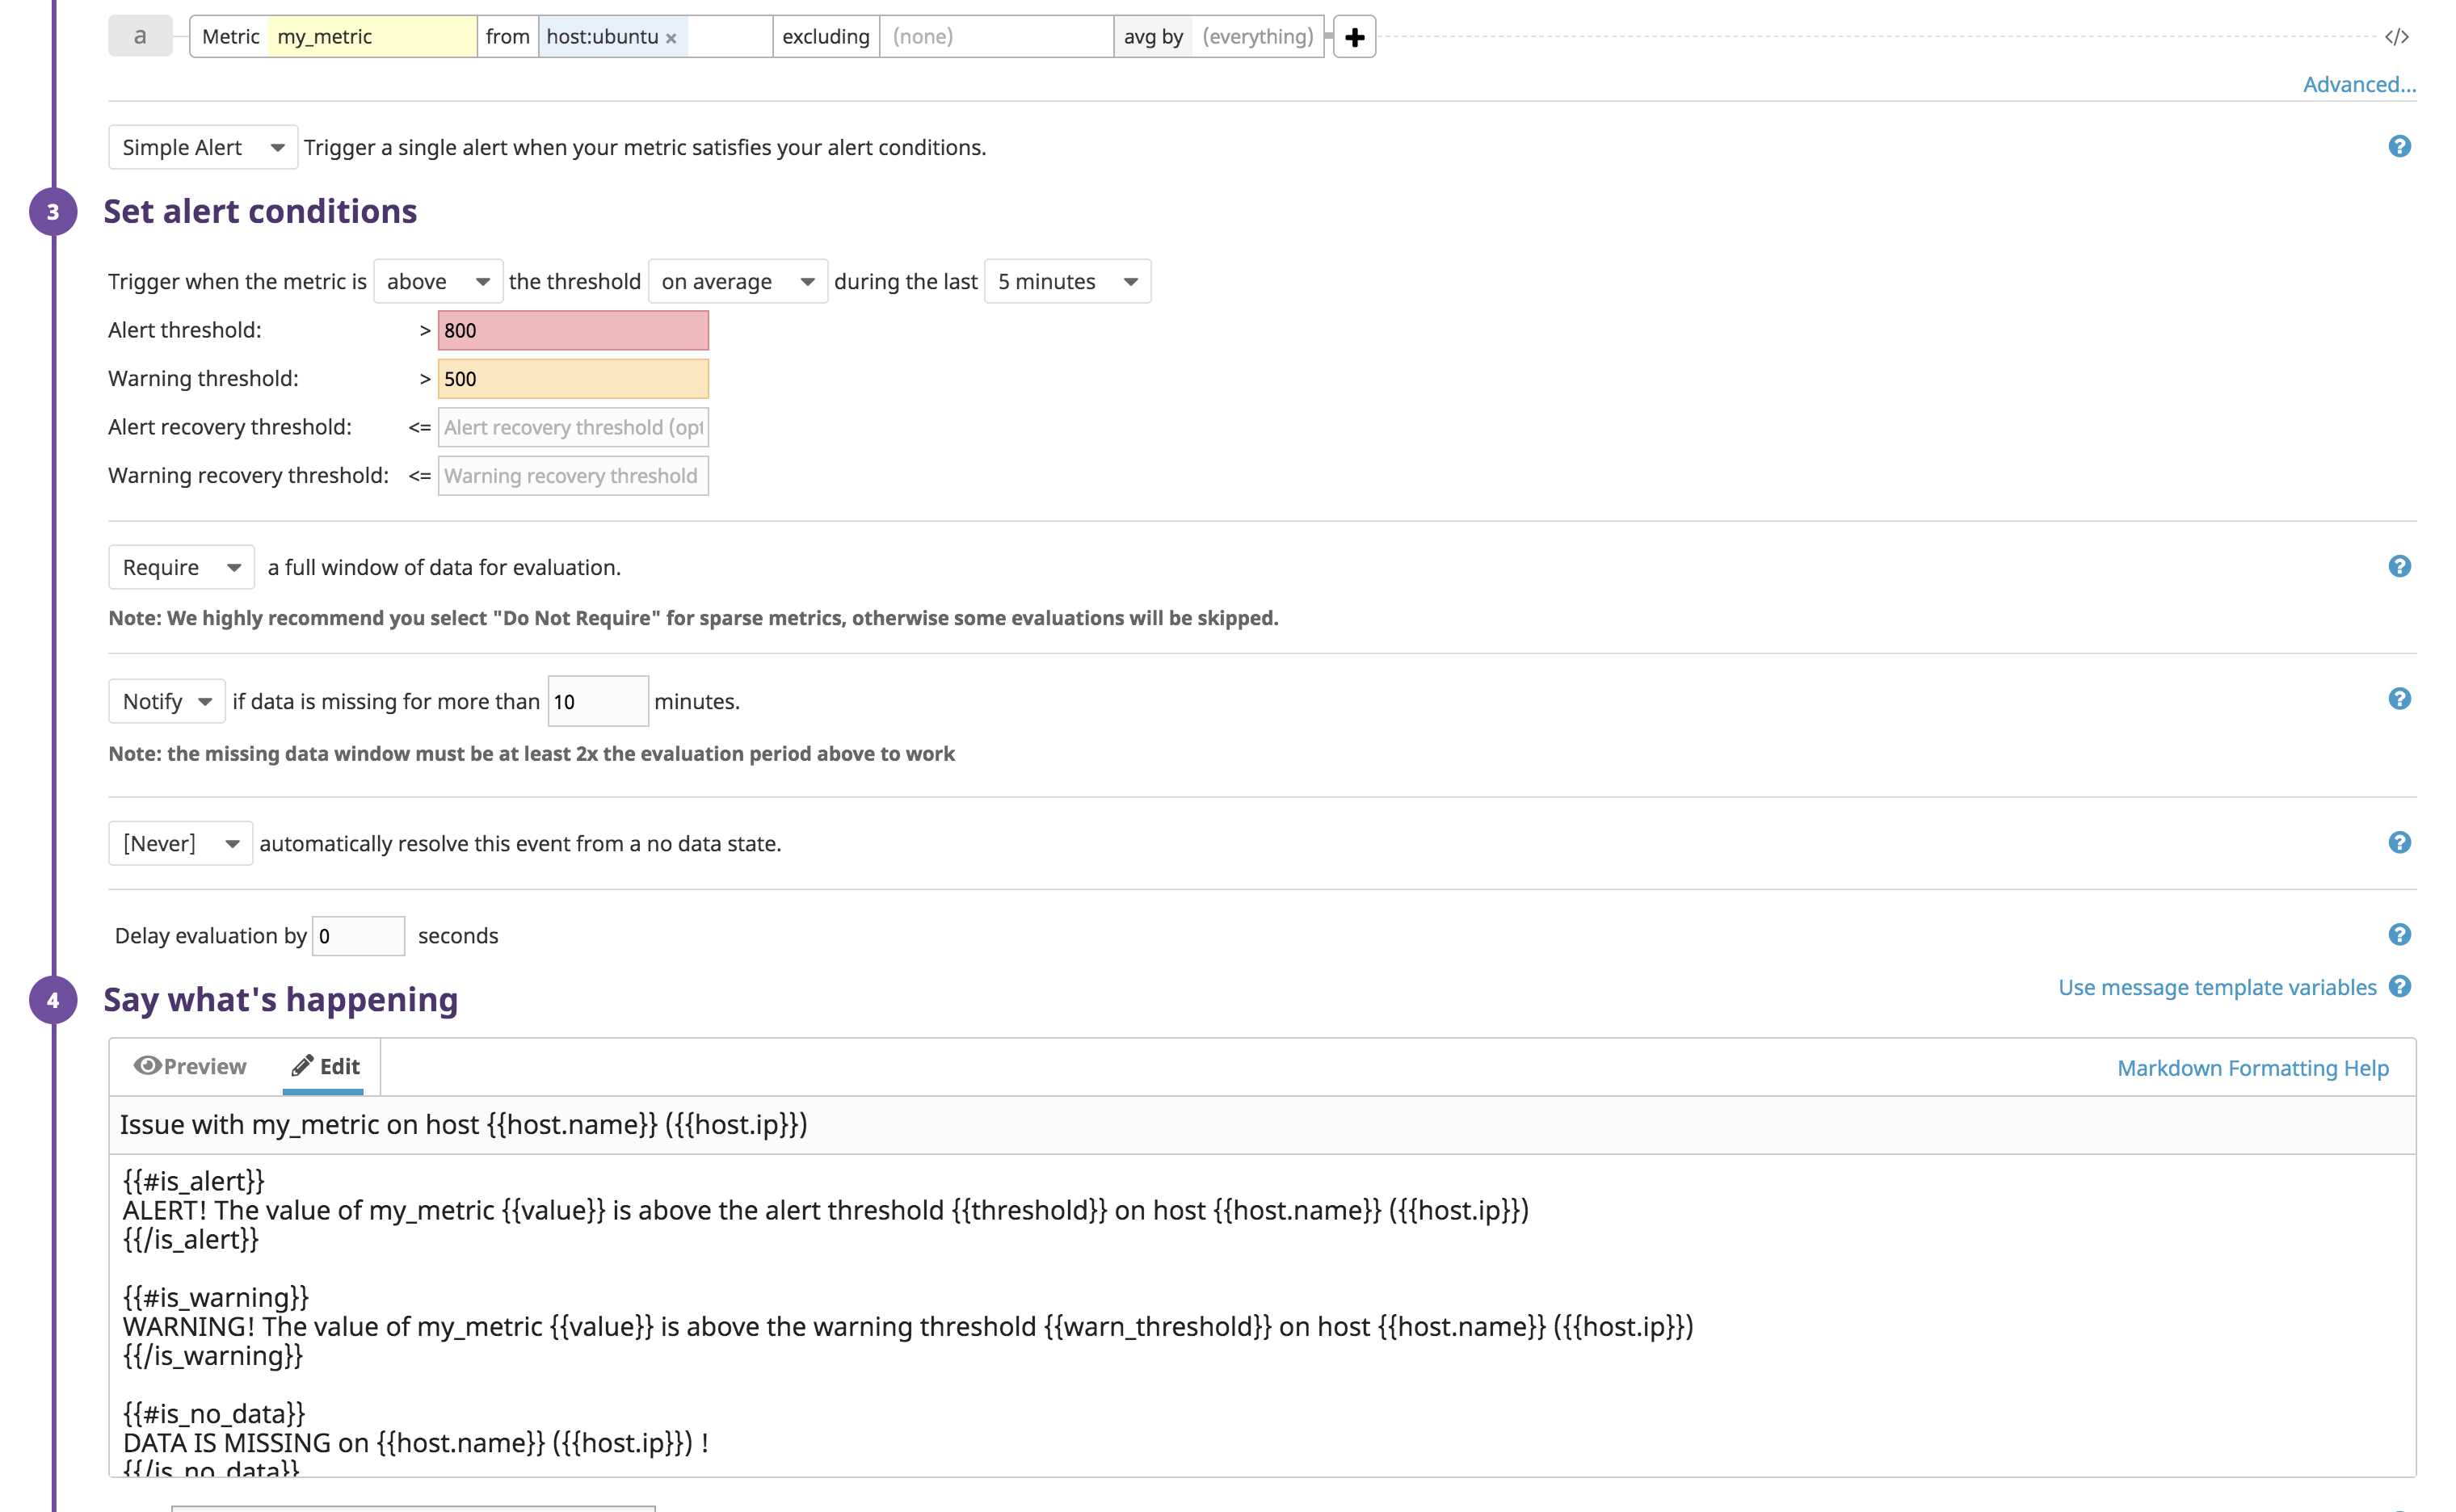 a Metric my_metric from host:ubuntu × excluding (none) avg by (everything) + </>
Advanced...
Simple Alert Trigger a single alert when your metric satisfies your alert conditions. ?
3 Set alert conditions
Trigger when the metric is above the threshold on average during the last 5 minutes
Alert threshold: > 800
Warning threshold: > 500
Alert recovery threshold: <= Alert recovery threshold (opt
Warning recovery threshold: <= Warning recovery threshold
Require a full window of data for evaluation. ?
Note: We highly recommend you select "Do Not Require" for sparse metrics, otherwise some evaluations will be skipped.
Notify if data is missing for more than 10 minutes. ?
Note: the missing data window must be at least 2x the evaluation period above to work
[Never] automatically resolve this event from a no data state. ?
Delay evaluation by 0 seconds ?
4 Say what's happening Use message template variables ?
Preview Edit Markdown Formatting Help
Issue with my_metric on host {{host.name}} ({{host.ip}})
{{#is_alert}}
ALERT! The value of my_metric {{value}} is above the alert threshold {{threshold}} on host {{host.name}} ({{host.ip}})
{{/is_alert}}
{{#is_warning}}
WARNING! The value of my_metric {{value}} is above the warning threshold {{warn_threshold}} on host {{host.name}} ({{host.ip}})
{{/is_warning}}
{{#is_no_data}}
DATA IS MISSING on {{host.name}} ({{host.ip}}) !
{{/is_no_data}}